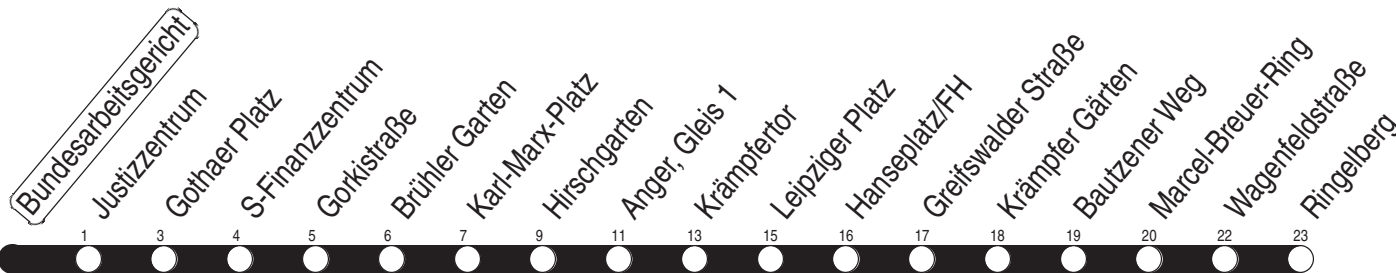 Bundesarbeitsgericht
Justizzentrum
Gothaer Platz
S-Finanzzentrum
Gorkistraße
Brühler Garten
Karl-Marx-Platz
Hirschgarten
Anger, Gleis 1
Krämpfertor
Leipziger Platz
Hanseplatz/FH
Greifswalder Straße
Krämpfer Gärten
Bautzener Weg
Marcel-Breuer-Ring
Wagenfeldstraße
Ringelberg
1 3 4 5 6 7 9 11 13 15 16 17 18 19 20 22 23